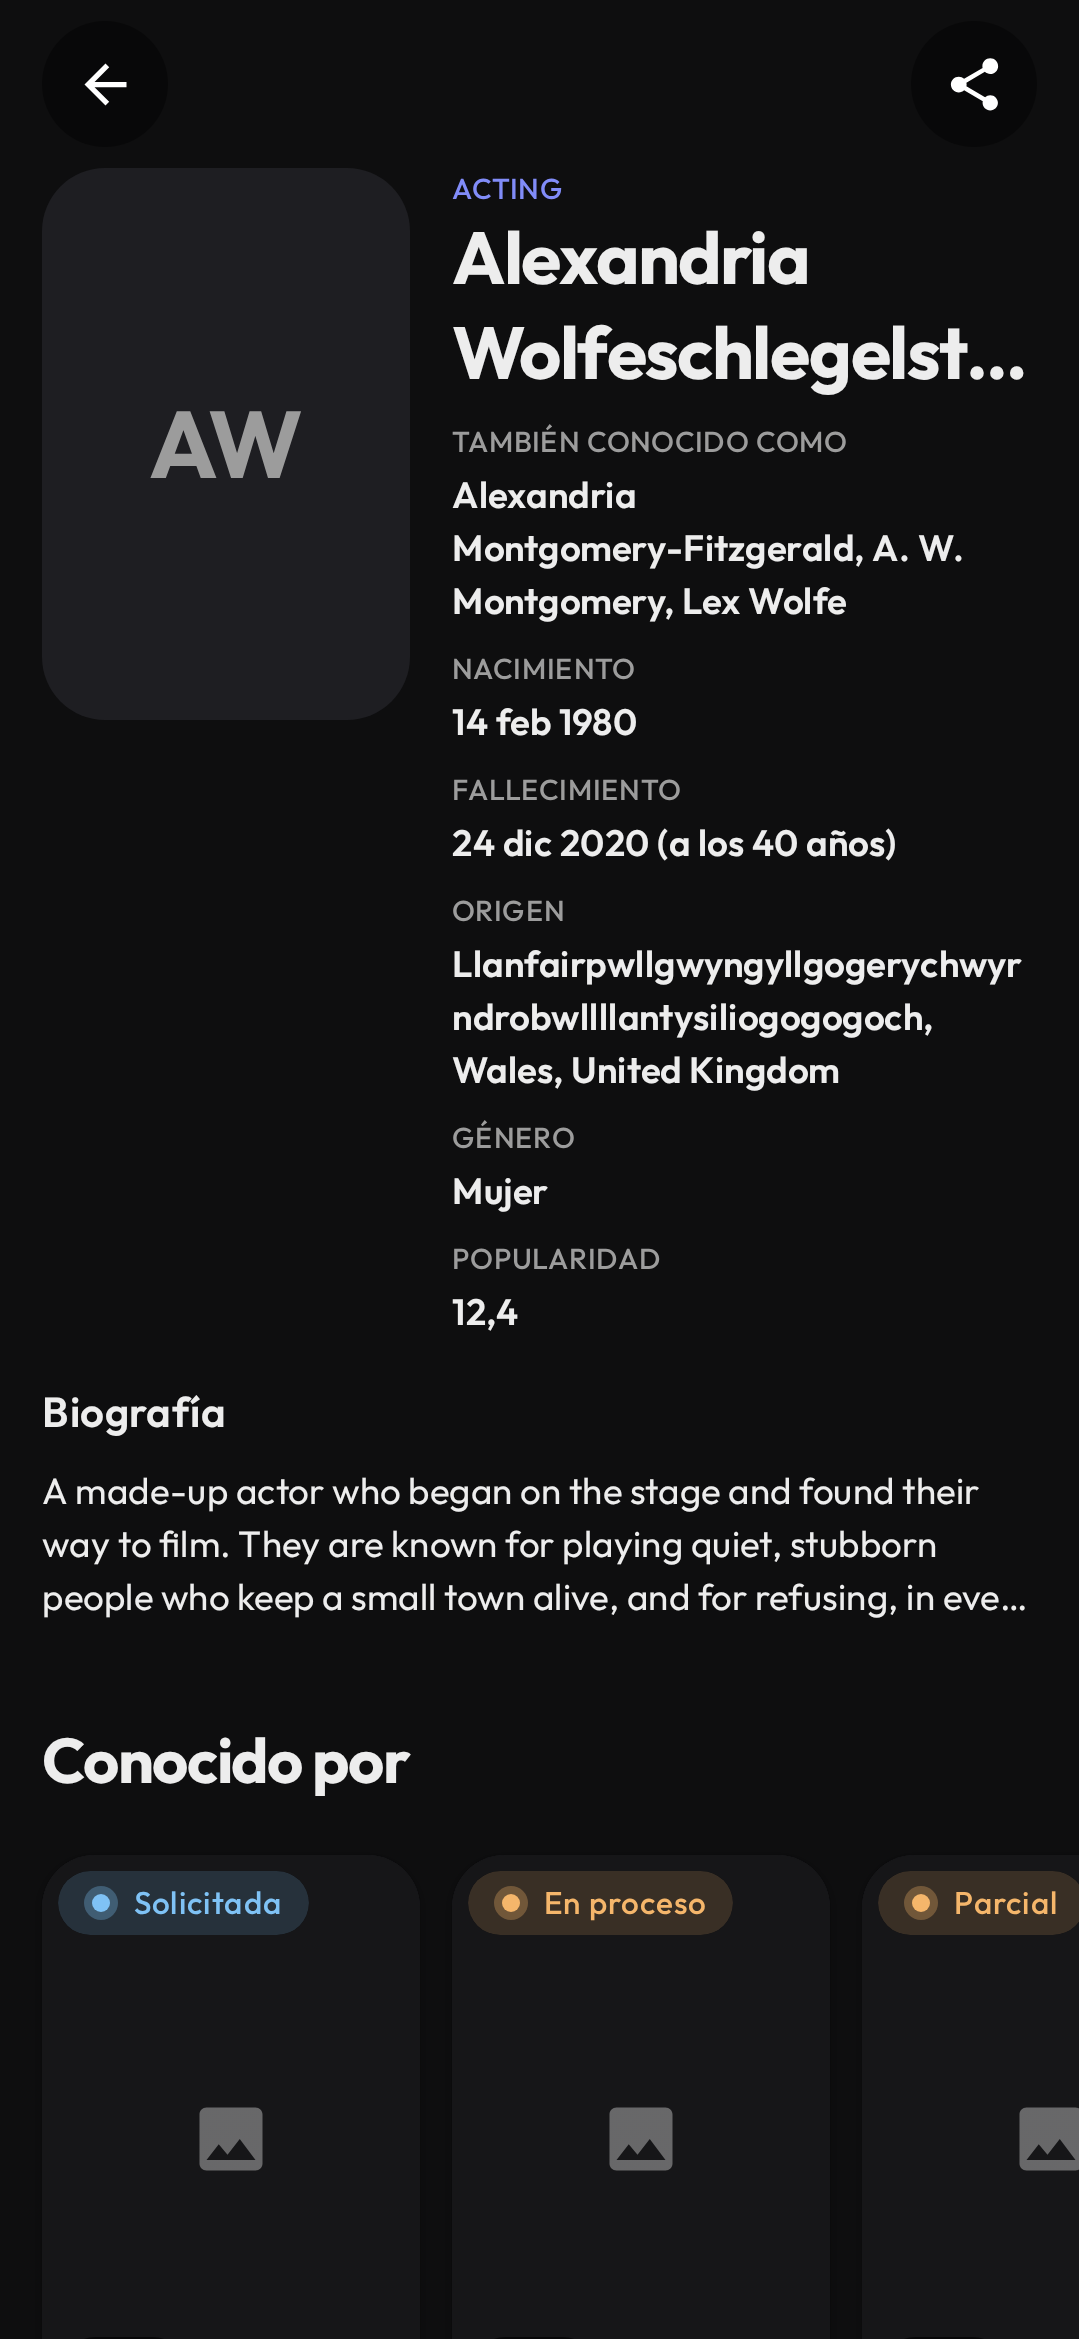 ACTING
Alexandria
Wolfeschlegelst...
AW
TAMBIÉN CONOCIDO COMO
Alexandria
Montgomery-Fitzgerald, A. W.
Montgomery, Lex Wolfe
NACIMIENTO
14 feb 1980
FALLECIMIENTO
24 dic 2020 (a los 40 años)
ORIGEN
Llanfairpwllgwyngyllgogerychwyr
ndrobwllllantysiliogogogoch,
Wales, United Kingdom
GÉNERO
Mujer
POPULARIDAD
12,4
Biografía
A made-up actor who began on the stage and found their
way to film. They are known for playing quiet, stubborn
people who keep a small town alive, and for refusing, in eve...
Conocido por
Solicitada
En proceso
Parcial